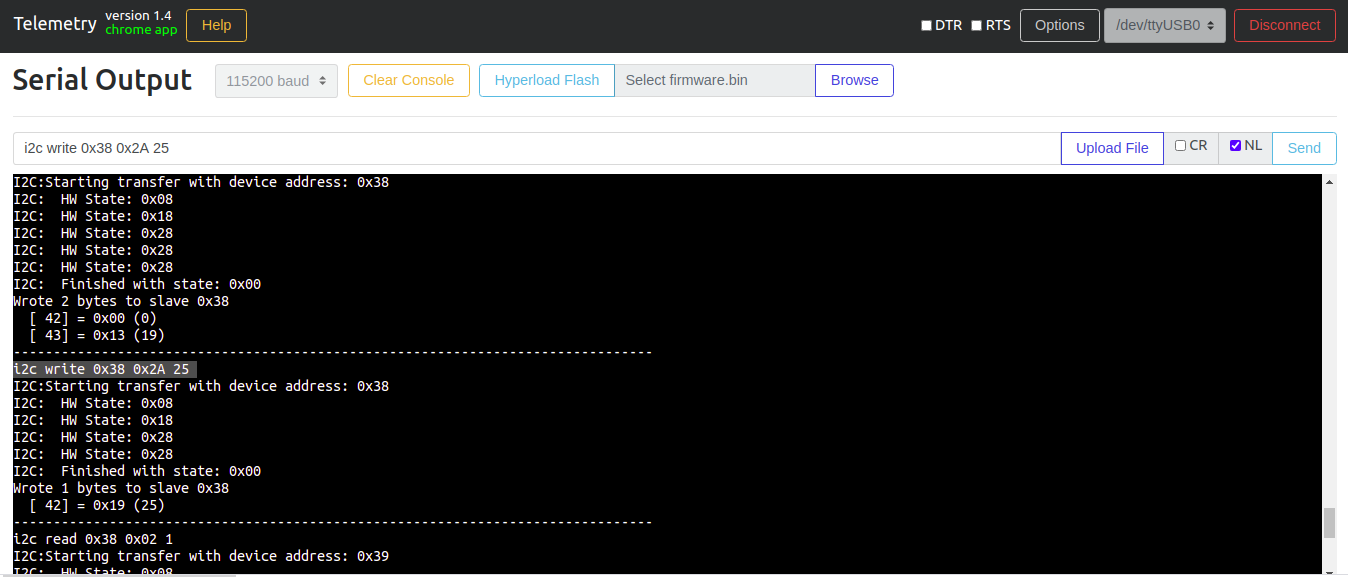 Telemetry version 1.4 chrome app Help DTR RTS Options /dev/ttyUSB0 Disconnect
Serial Output 115200 baud Clear Console Hyperload Flash Select firmware.bin Browse
i2c write 0x38 0x2A 25 Upload File CR NL Send
I2C:Starting transfer with device address: 0x38
I2C:  HW State: 0x08
I2C:  HW State: 0x18
I2C:  HW State: 0x28
I2C:  HW State: 0x28
I2C:  HW State: 0x28
I2C:  Finished with state: 0x00
Wrote 2 bytes to slave 0x38
  [ 42] = 0x00 (0)
  [ 43] = 0x13 (19)
--------------------------------------------------------------------------------
i2c write 0x38 0x2A 25
I2C:Starting transfer with device address: 0x38
I2C:  HW State: 0x08
I2C:  HW State: 0x18
I2C:  HW State: 0x28
I2C:  HW State: 0x28
I2C:  Finished with state: 0x00
Wrote 1 bytes to slave 0x38
  [ 42] = 0x19 (25)
--------------------------------------------------------------------------------
i2c read 0x38 0x02 1
I2C:Starting transfer with device address: 0x39
I2C:  HW State: 0x08